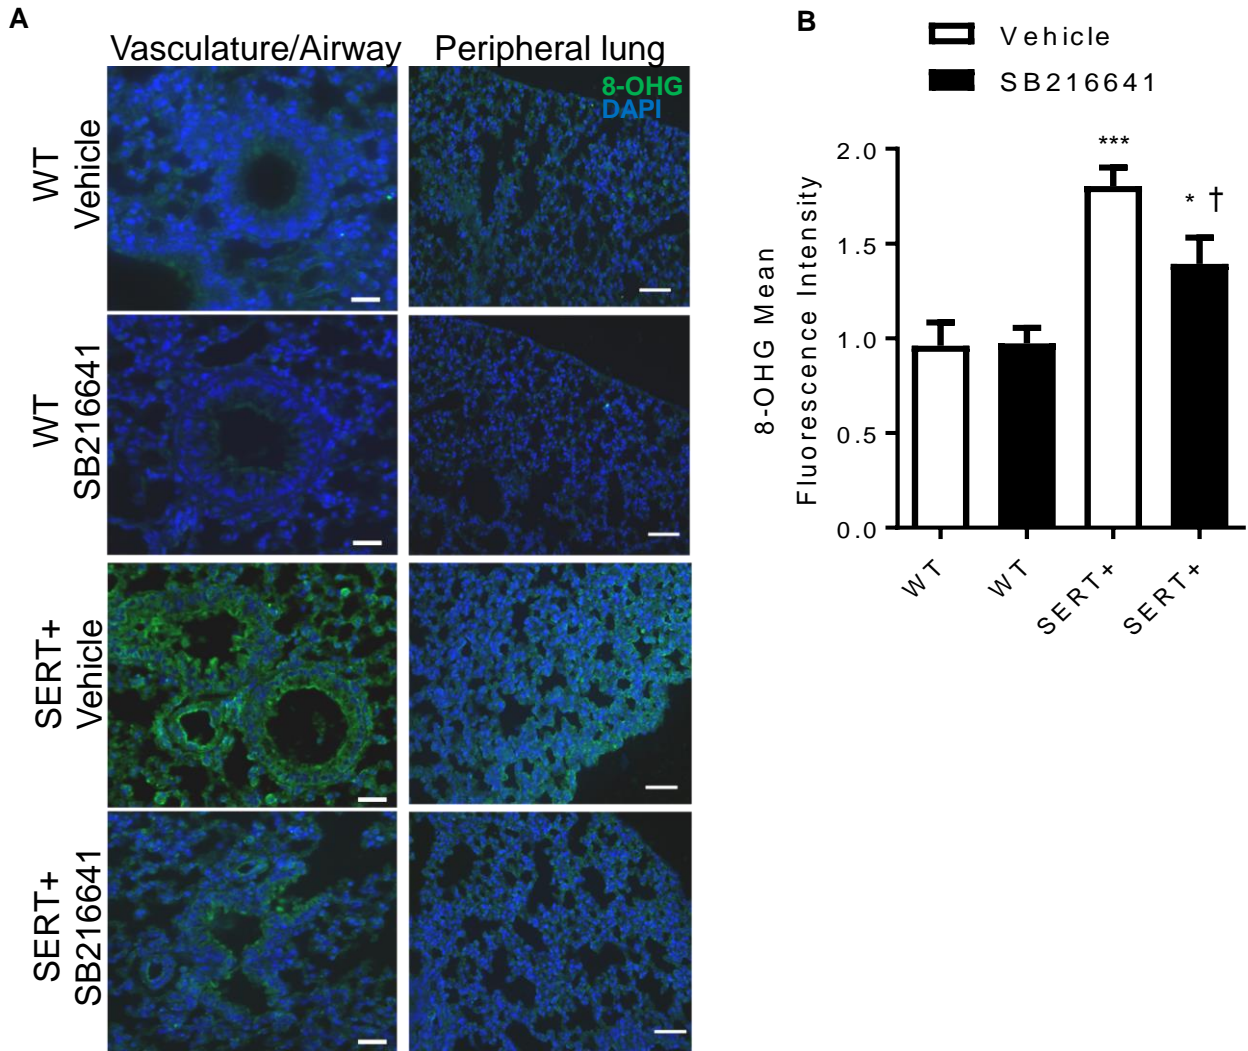 A
Vasculature/Airway
Peripheral lung
8-OHG
DAPI
WT
Vehicle
WT
SB216641
SERT+
Vehicle
SERT+
SB216641
B
Vehicle
SB216641
8-OHG Mean
Fluorescence Intensity
2.0
1.5
1.0
0.5
0.0
***
* †
WT
WT
SERT+
SERT+